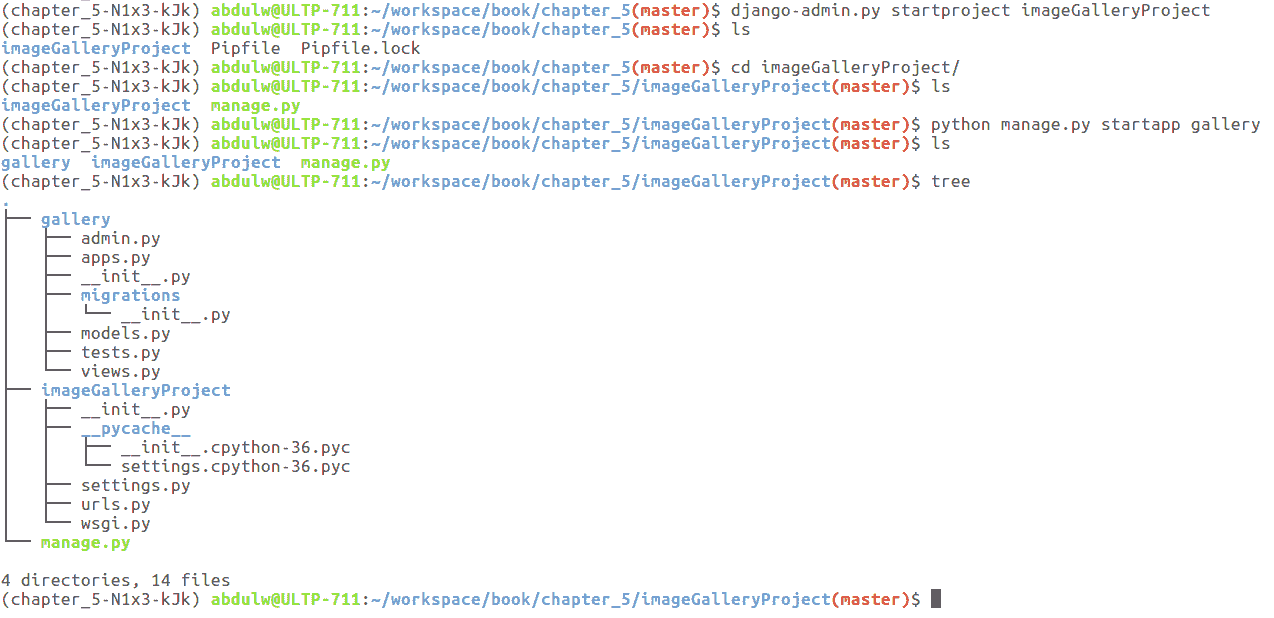 (chapter_5-N1x3-kJk) abdulw@ULTP-711:~/workspace/book/chapter_5(master)$ django-admin.py startproject imageGalleryProject
(chapter_5-N1x3-kJk) abdulw@ULTP-711:~/workspace/book/chapter_5(master)$ ls
imageGalleryProject  Pipfile  Pipfile.lock
(chapter_5-N1x3-kJk) abdulw@ULTP-711:~/workspace/book/chapter_5(master)$ cd imageGalleryProject/
(chapter_5-N1x3-kJk) abdulw@ULTP-711:~/workspace/book/chapter_5/imageGalleryProject(master)$ ls
imageGalleryProject  manage.py
(chapter_5-N1x3-kJk) abdulw@ULTP-711:~/workspace/book/chapter_5/imageGalleryProject(master)$ python manage.py startapp gallery
(chapter_5-N1x3-kJk) abdulw@ULTP-711:~/workspace/book/chapter_5/imageGalleryProject(master)$ ls
gallery  imageGalleryProject  manage.py
(chapter_5-N1x3-kJk) abdulw@ULTP-711:~/workspace/book/chapter_5/imageGalleryProject(master)$ tree
.
├── gallery
│   ├── admin.py
│   ├── apps.py
│   ├── __init__.py
│   ├── migrations
│   │   └── __init__.py
│   ├── models.py
│   ├── tests.py
│   └── views.py
├── imageGalleryProject
│   ├── __init__.py
│   ├── __pycache__
│   │   ├── __init__.cpython-36.pyc
│   │   └── settings.cpython-36.pyc
│   ├── settings.py
│   ├── urls.py
│   └── wsgi.py
└── manage.py

4 directories, 14 files
(chapter_5-N1x3-kJk) abdulw@ULTP-711:~/workspace/book/chapter_5/imageGalleryProject(master)$